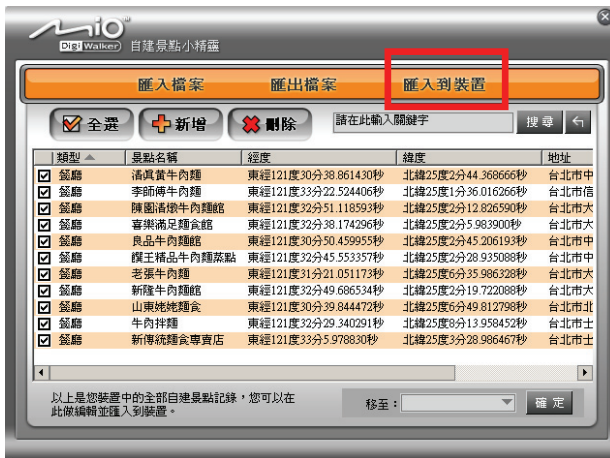 Mio
DigiWalker 自建景點小精靈
匯入檔案 匯出檔案 匯入到裝置
全選 新增 刪除 請在此輸入關鍵字 搜尋
類型 景點名稱 經度 緯度 地址
餐廳 清真黃牛肉麵 東經121度30分38.861430秒 北緯25度2分44.368666秒 台北市中
餐廳 李師傅牛肉麵 東經121度33分22.524406秒 北緯25度1分36.016266秒 台北市信
餐廳 陳園清燉牛肉麵館 東經121度32分51.118593秒 北緯25度2分12.826590秒 台北市大
餐廳 喜樂滿足麵食館 東經121度32分38.174296秒 北緯25度2分5.983900秒 台北市大
餐廳 良品牛肉麵館 東經121度30分50.459955秒 北緯25度2分45.206193秒 台北市中
餐廳 饌王精品牛肉麵蒸點 東經121度32分45.553357秒 北緯25度2分28.935088秒 台北市中
餐廳 老張牛肉麵 東經121度31分21.051173秒 北緯25度6分35.986328秒 台北市大
餐廳 新隆牛肉麵館 東經121度32分49.686534秒 北緯25度2分19.722088秒 台北市大
餐廳 山東姥姥麵食 東經121度30分39.844472秒 北緯25度6分49.812798秒 台北市北
餐廳 牛肉拌麵 東經121度32分29.340291秒 北緯25度8分13.958452秒 台北市士
餐廳 新傳統麵食專賣店 東經121度33分5.978830秒 北緯25度3分28.986467秒 台北市士
以上是您裝置中的全部自建景點記錄，您可以在
此做編輯並匯入到裝置。
移至： 確定